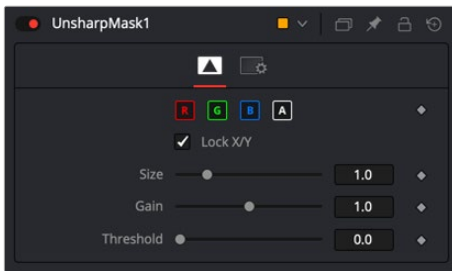 UnsharpMask1
R G B A
Lock X/Y
Size 1.0
Gain 1.0
Threshold 0.0